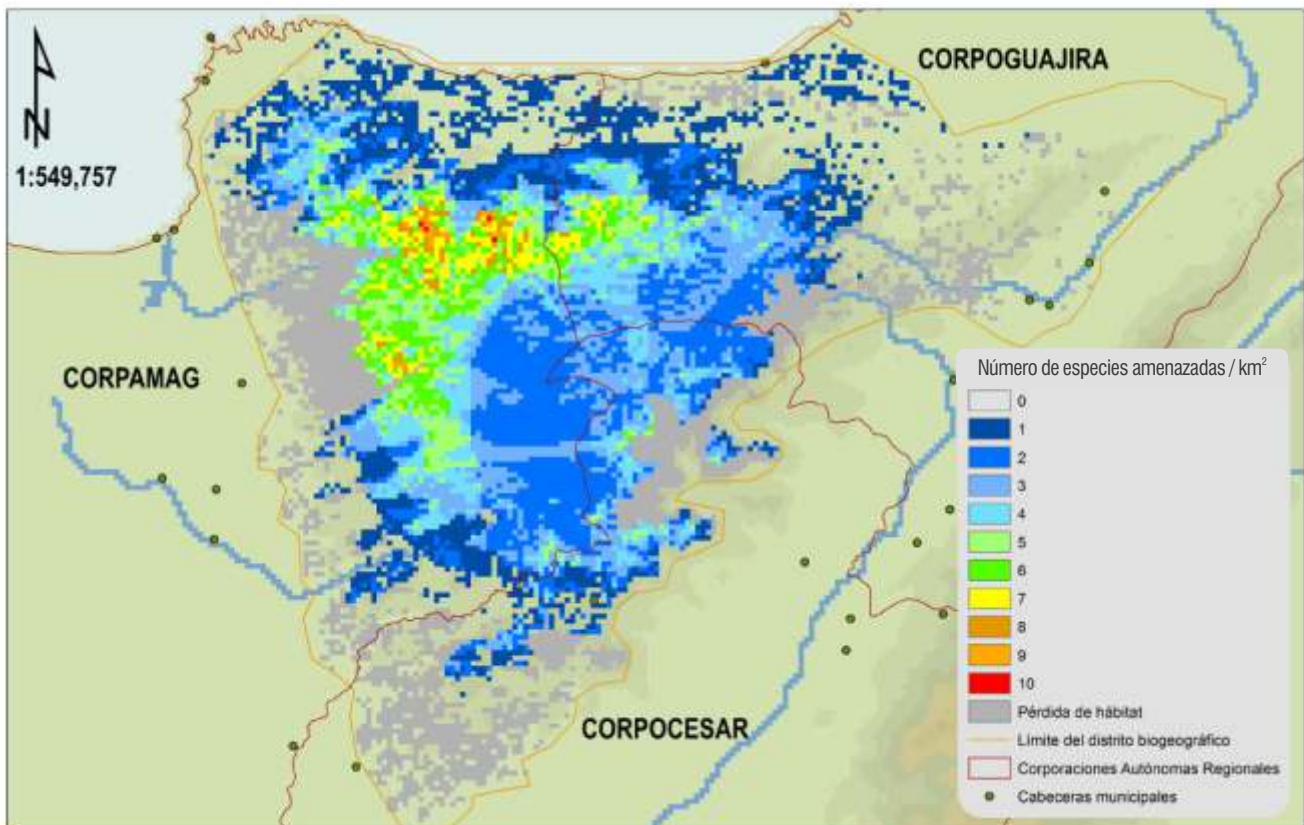 CORPOGUAJIRA
N
1:549,757
CORPAMAG
CORPOCESAR
Número de especies amenazadas / km²
0
1
2
3
4
5
6
7
8
9
10
Pérdida de hábitat
Límite del distrito biogeográfico
Corporaciones Autónomas Regionales
Cabeceras municipales